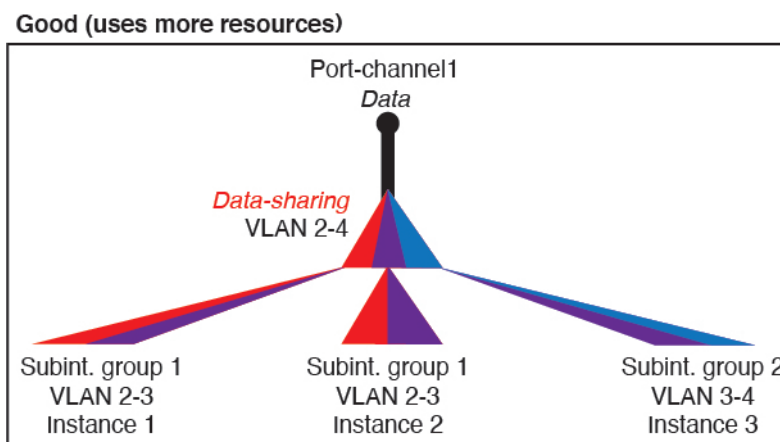 Good (uses more resources)
Port-channel1
Data
Data-sharing
VLAN 2-4
Subint. group 1
VLAN 2-3
Instance 1
Subint. group 1
VLAN 2-3
Instance 2
Subint. group 2
VLAN 3-4
Instance 3